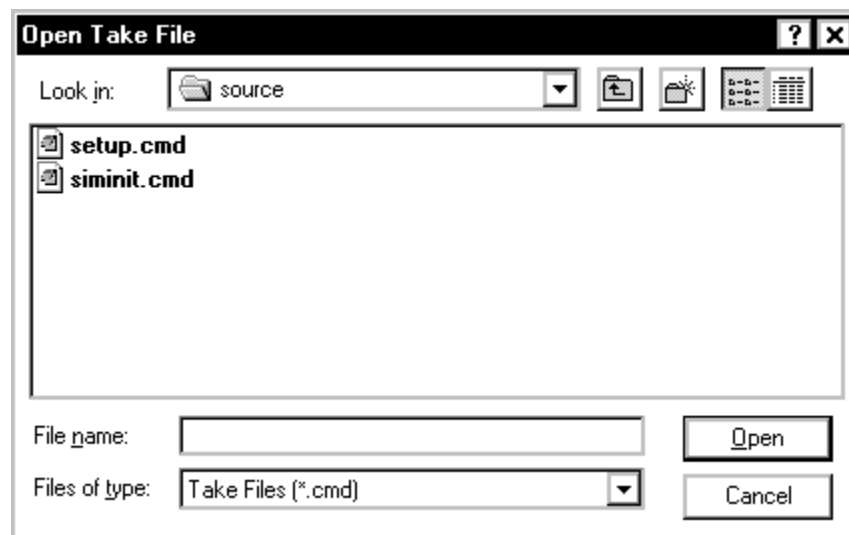 Open Take File
Look in: source
setup.cmd
siminit.cmd
File name: Open
Files of type: Take Files (*.cmd) Cancel